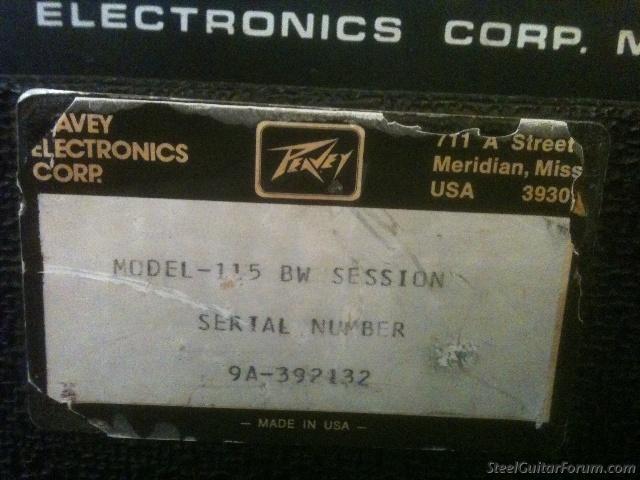 ELECTRONICS CORP. M
AVEY
ELECTRONICS
CORP.
PEAVEY
711 A Street
Meridian, Miss
USA 3930
MODEL-115 BW SESSION
SERIAL NUMBER
9A-392132
— MADE IN USA —
SteelGuitarForum.com